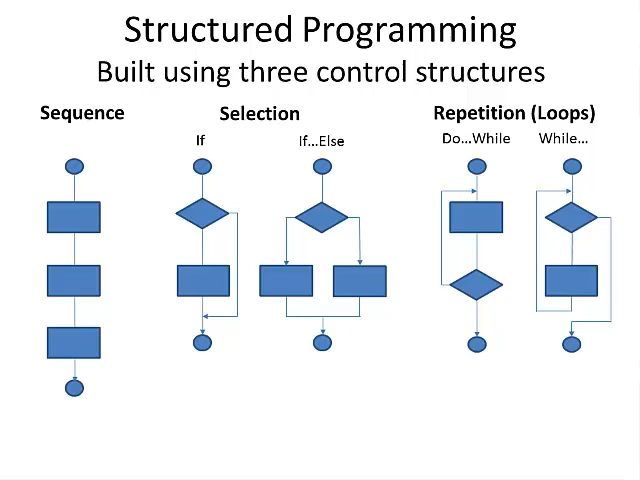 Structured Programming
Built using three control structures
Sequence
Selection
Repetition (Loops)
If
If...Else
Do...While
While...